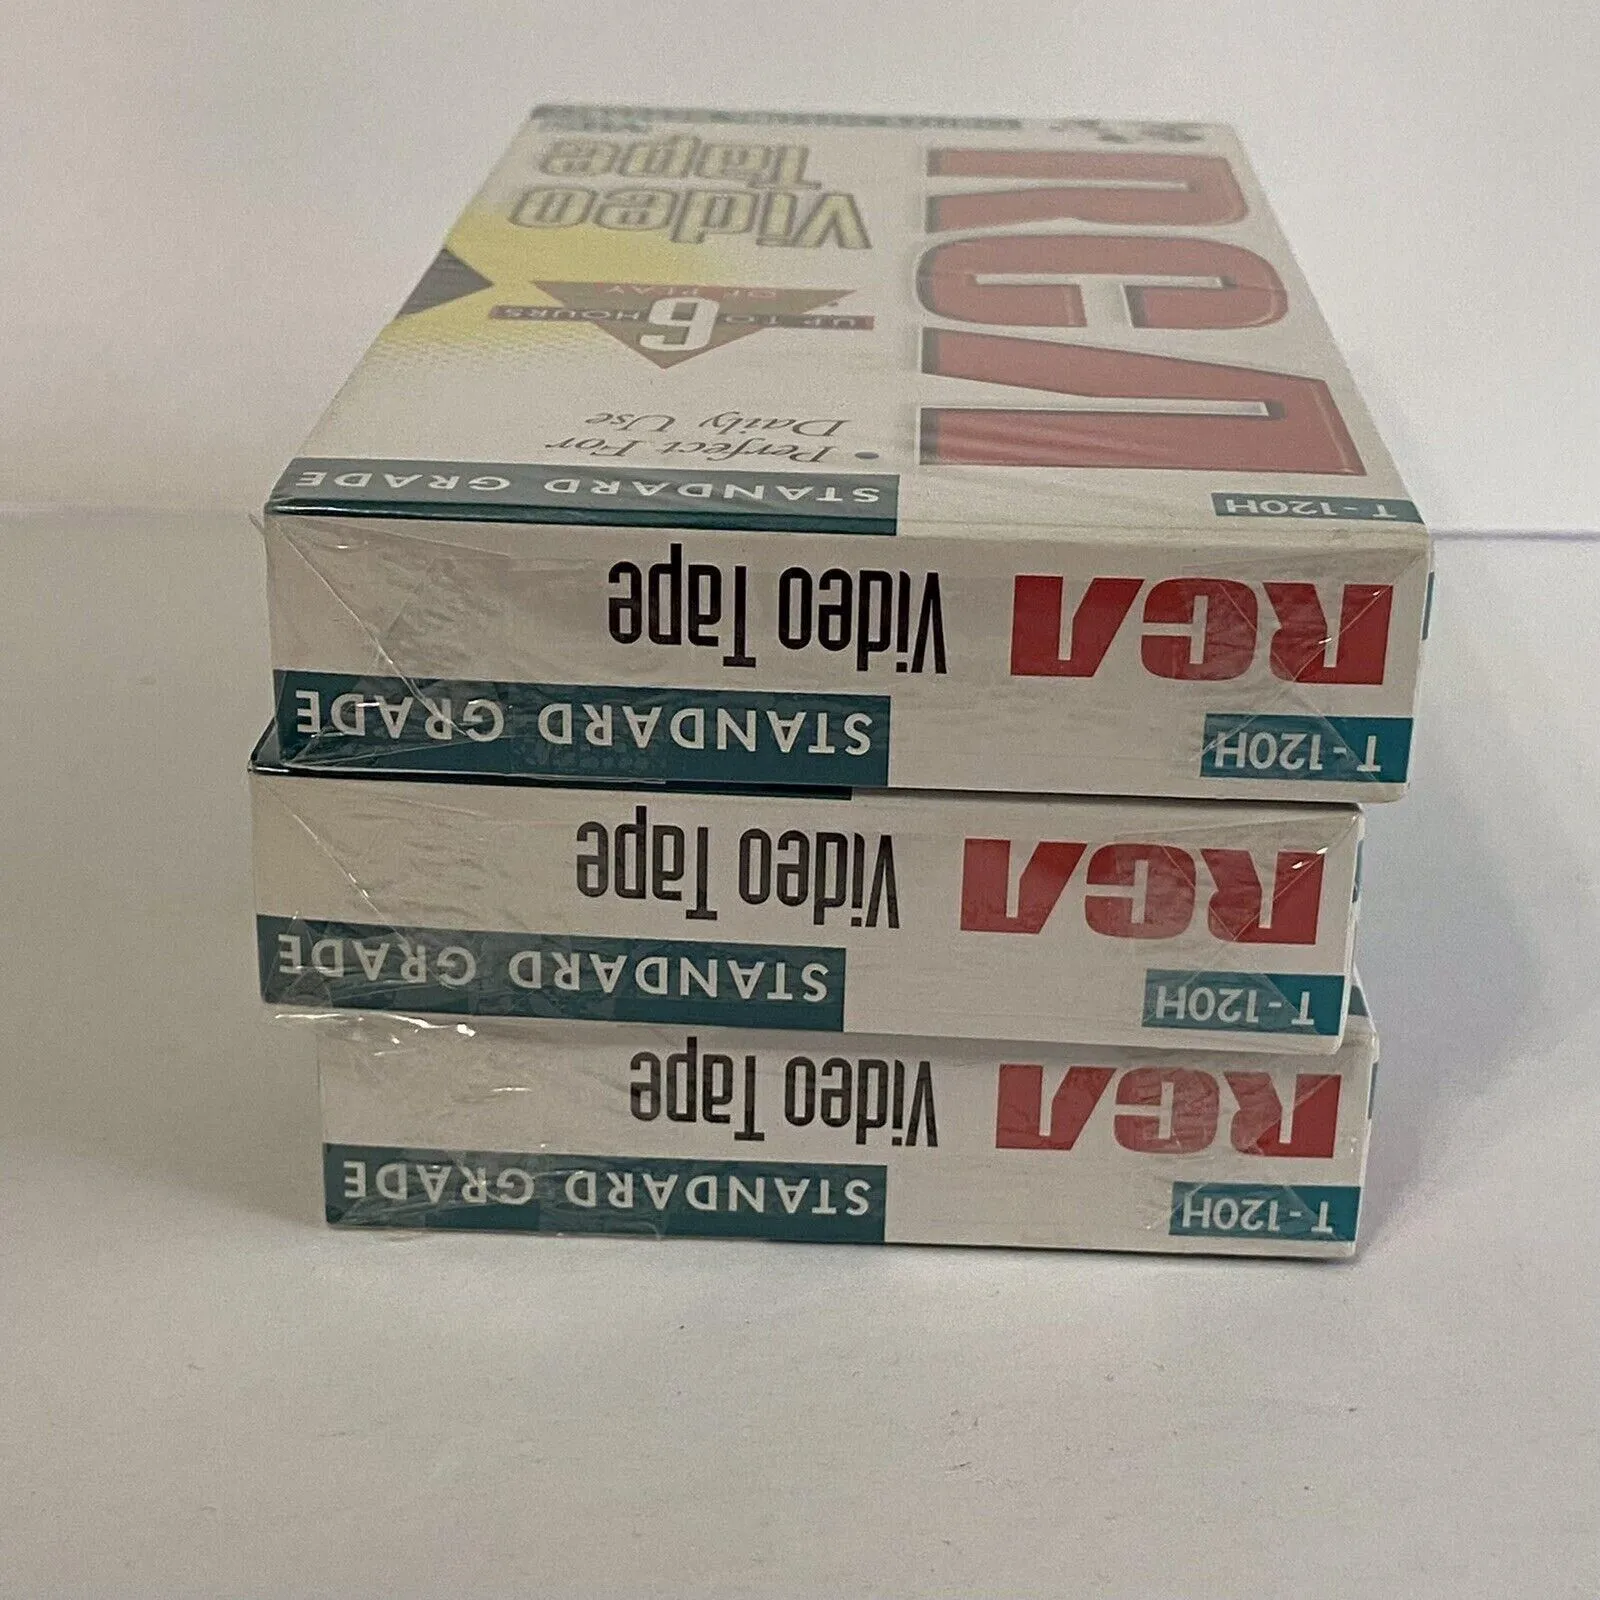 T-120H
STANDARD GRADE
• Perfect For
Daily Use
UP TO 6 HOURS
OF PLAY
RCA
Video
Tape
T-120H
STANDARD GRADE
RCA
Video Tape
T-120H
STANDARD GRADE
RCA
Video Tape
T-120H
STANDARD GRADE
RCA
Video Tape